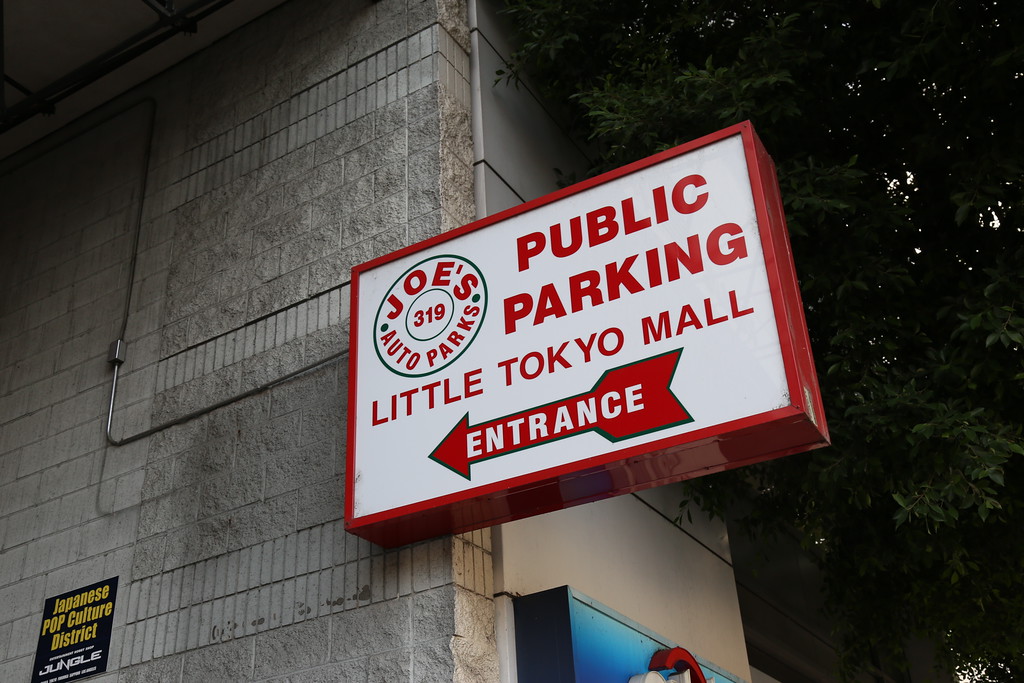 JOE'S
319
AUTO PARKS
PUBLIC
PARKING
LITTLE TOKYO MALL
ENTRANCE
Japanese
POP Culture
District
JUNGLE